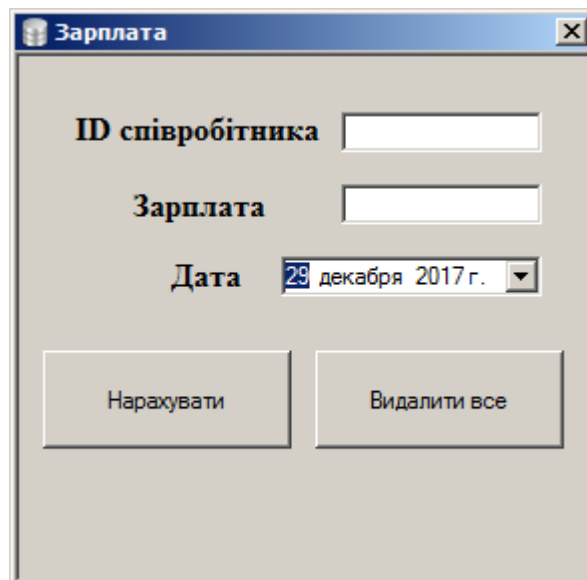 Зарплата
ID співробітника
Зарплата
Дата 29 декабря 2017 г.
Нарахувати Видалити все